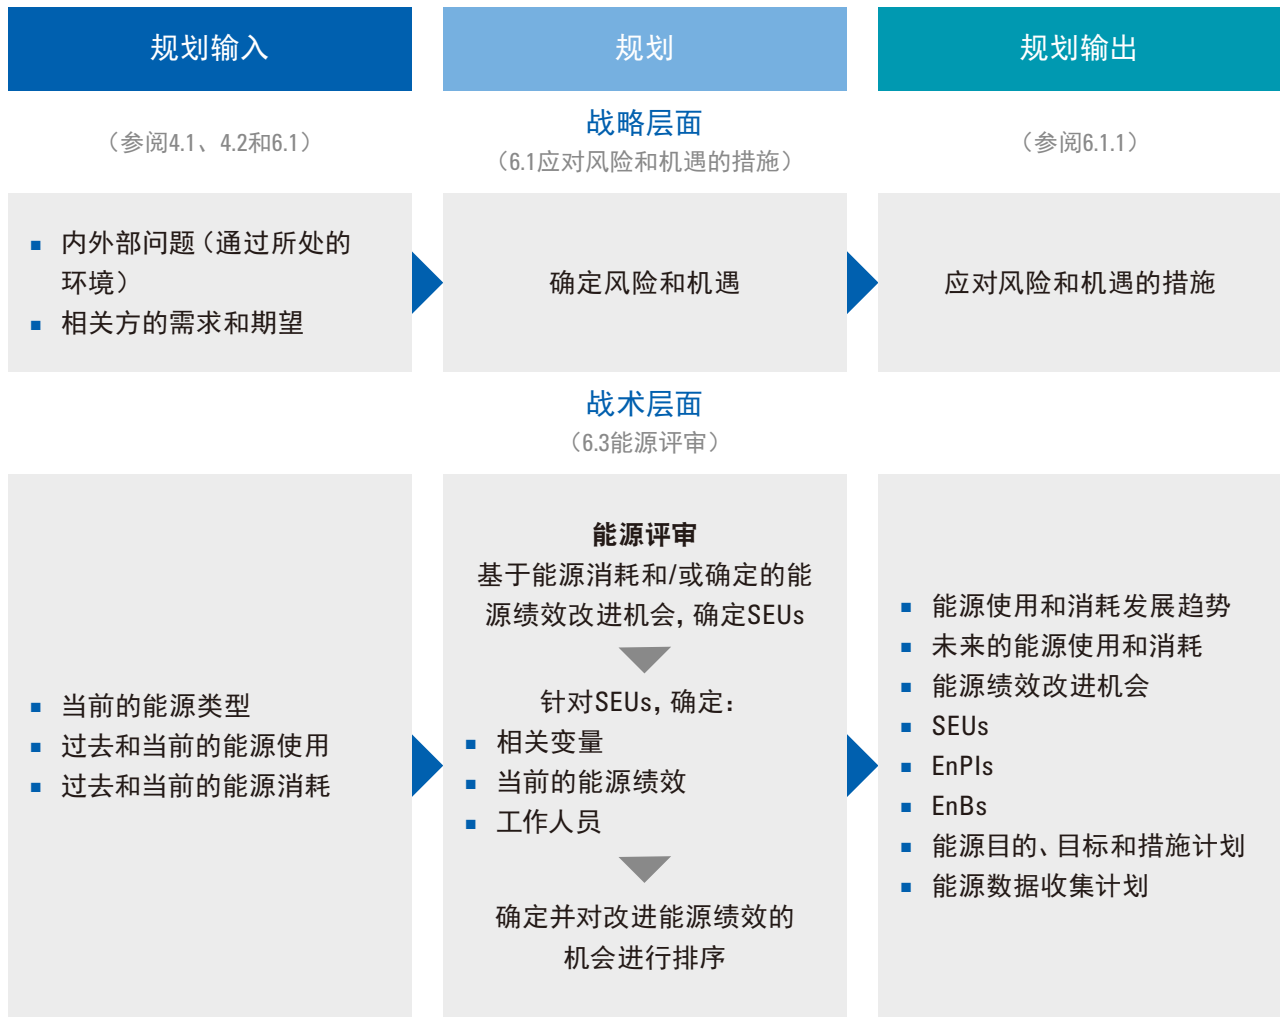 规划输入
规划
规划输出
（参阅4.1、4.2和6.1）
战略层面
（6.1应对风险和机遇的措施）
（参阅6.1.1）
▪ 内外部问题（通过所处的
环境）
▪ 相关方的需求和期望
确定风险和机遇
应对风险和机遇的措施
战术层面
（6.3能源评审）
▪ 当前的能源类型
▪ 过去和当前的能源使用
▪ 过去和当前的能源消耗
能源评审
基于能源消耗和/或确定的能
源绩效改进机会，确定SEUs
针对SEUs，确定：
▪ 相关变量
▪ 当前的能源绩效
▪ 工作人员
确定并对改进能源绩效的
机会进行排序
▪ 能源使用和消耗发展趋势
▪ 未来的能源使用和消耗
▪ 能源绩效改进机会
▪ SEUs
▪ EnPIs
▪ EnBs
▪ 能源目的、目标和措施计划
▪ 能源数据收集计划